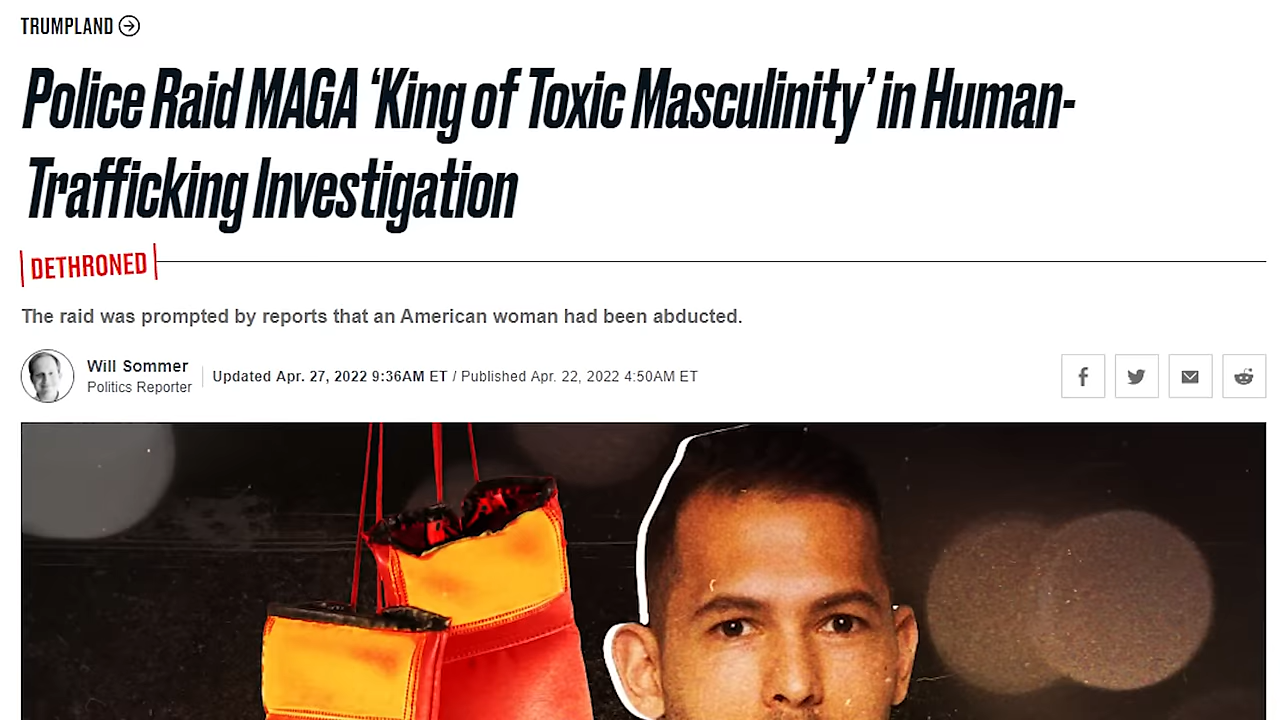 TRUMPLAND
Police Raid MAGA ‘King of Toxic Masculinity’ in Human-
Trafficking Investigation
DETHRONED
The raid was prompted by reports that an American woman had been abducted.
Will Sommer
Politics Reporter
Updated Apr. 27, 2022 9:36AM ET / Published Apr. 22, 2022 4:50AM ET